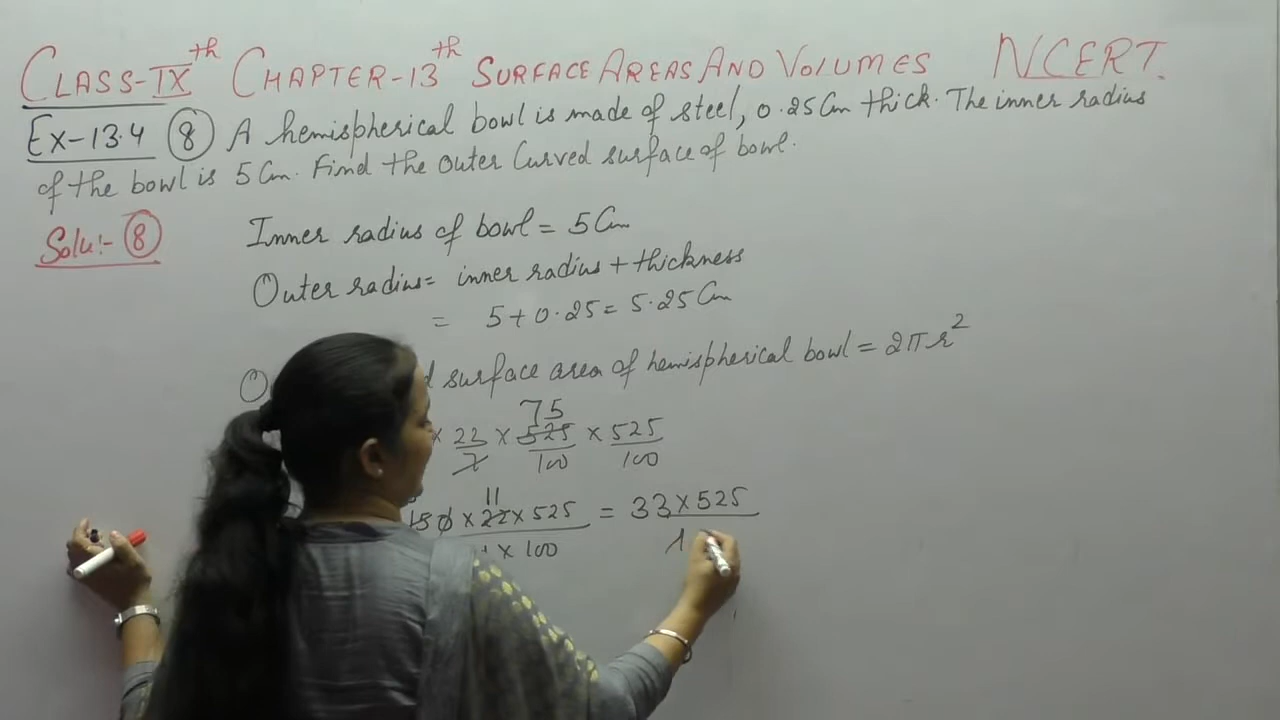 CLASS-IXth CHAPTER-13th SURFACE AREAS AND VOLUMES NCERT.
Ex-13.4 (8) A hemispherical bowl is made of steel, 0.25 Cm thick. The inner radius
of the bowl is 5 Cm. Find the outer Curved surface of bowl.
Solu:- (8) Inner radius of bowl = 5 Cm
Outer radius= inner radius + thickness
= 5 + 0.25 = 5.25 Cm
surface area of hemispherical bowl = 2πr²
75
× 22/7 × 525/100 × 525/100
11
150 × 22 × 525 / × 100 = 33 × 525 / 1